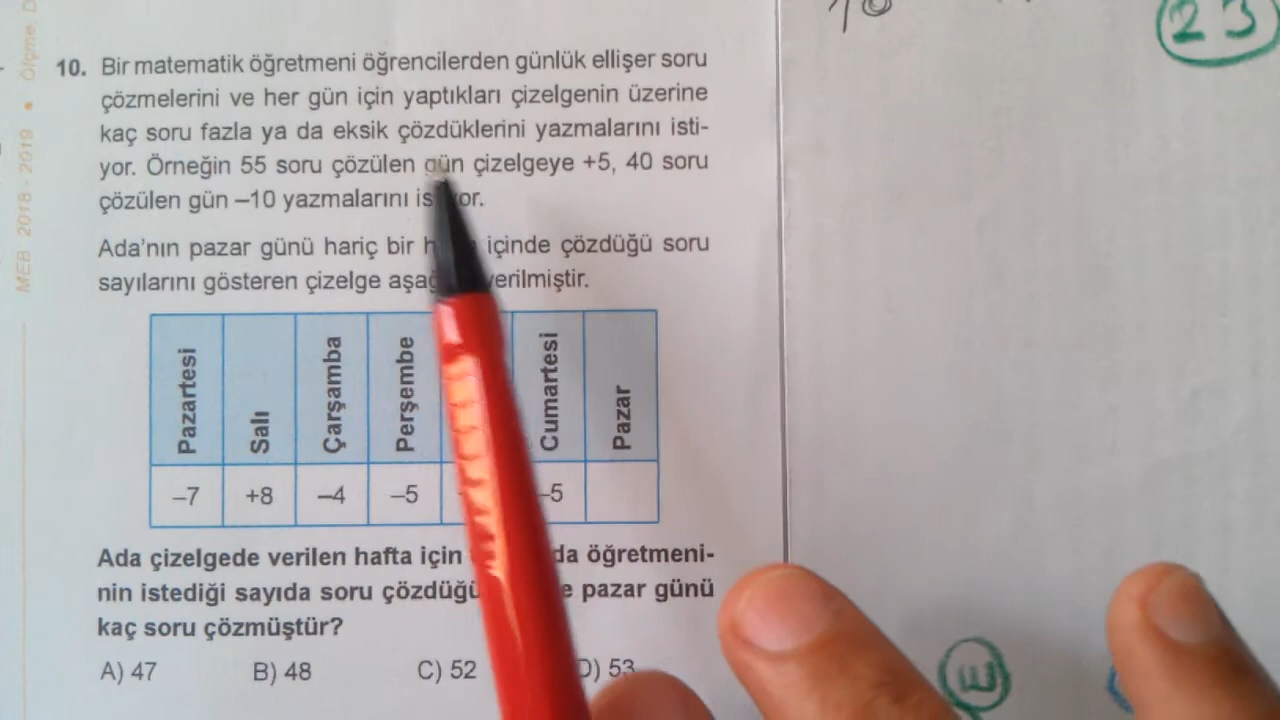 10. Bir matematik öğretmeni öğrencilerden günlük ellişer soru
çözmelerini ve her gün için yaptıkları çizelgenin üzerine
kaç soru fazla ya da eksik çözdüklerini yazmalarını isti-
yor. Örneğin 55 soru çözülen gün çizelgeye +5, 40 soru
çözülen gün –10 yazmalarını
Ada'nın pazar günü hariç bir içinde çözdüğü soru
sayılarını gösteren çizelge verilmiştir.
Pazartesi Salı Çarşamba Perşembe Cumartesi Pazar
–7 +8 –4 –5 –5
Ada çizelgede verilen hafta için öğretmeni-
nin istediği sayıda soru pazar günü
kaç soru çözmüştür?
A) 47 B) 48 C) 52 D) 53
MEB 2018 - 2019 ● Ölçme
23
E